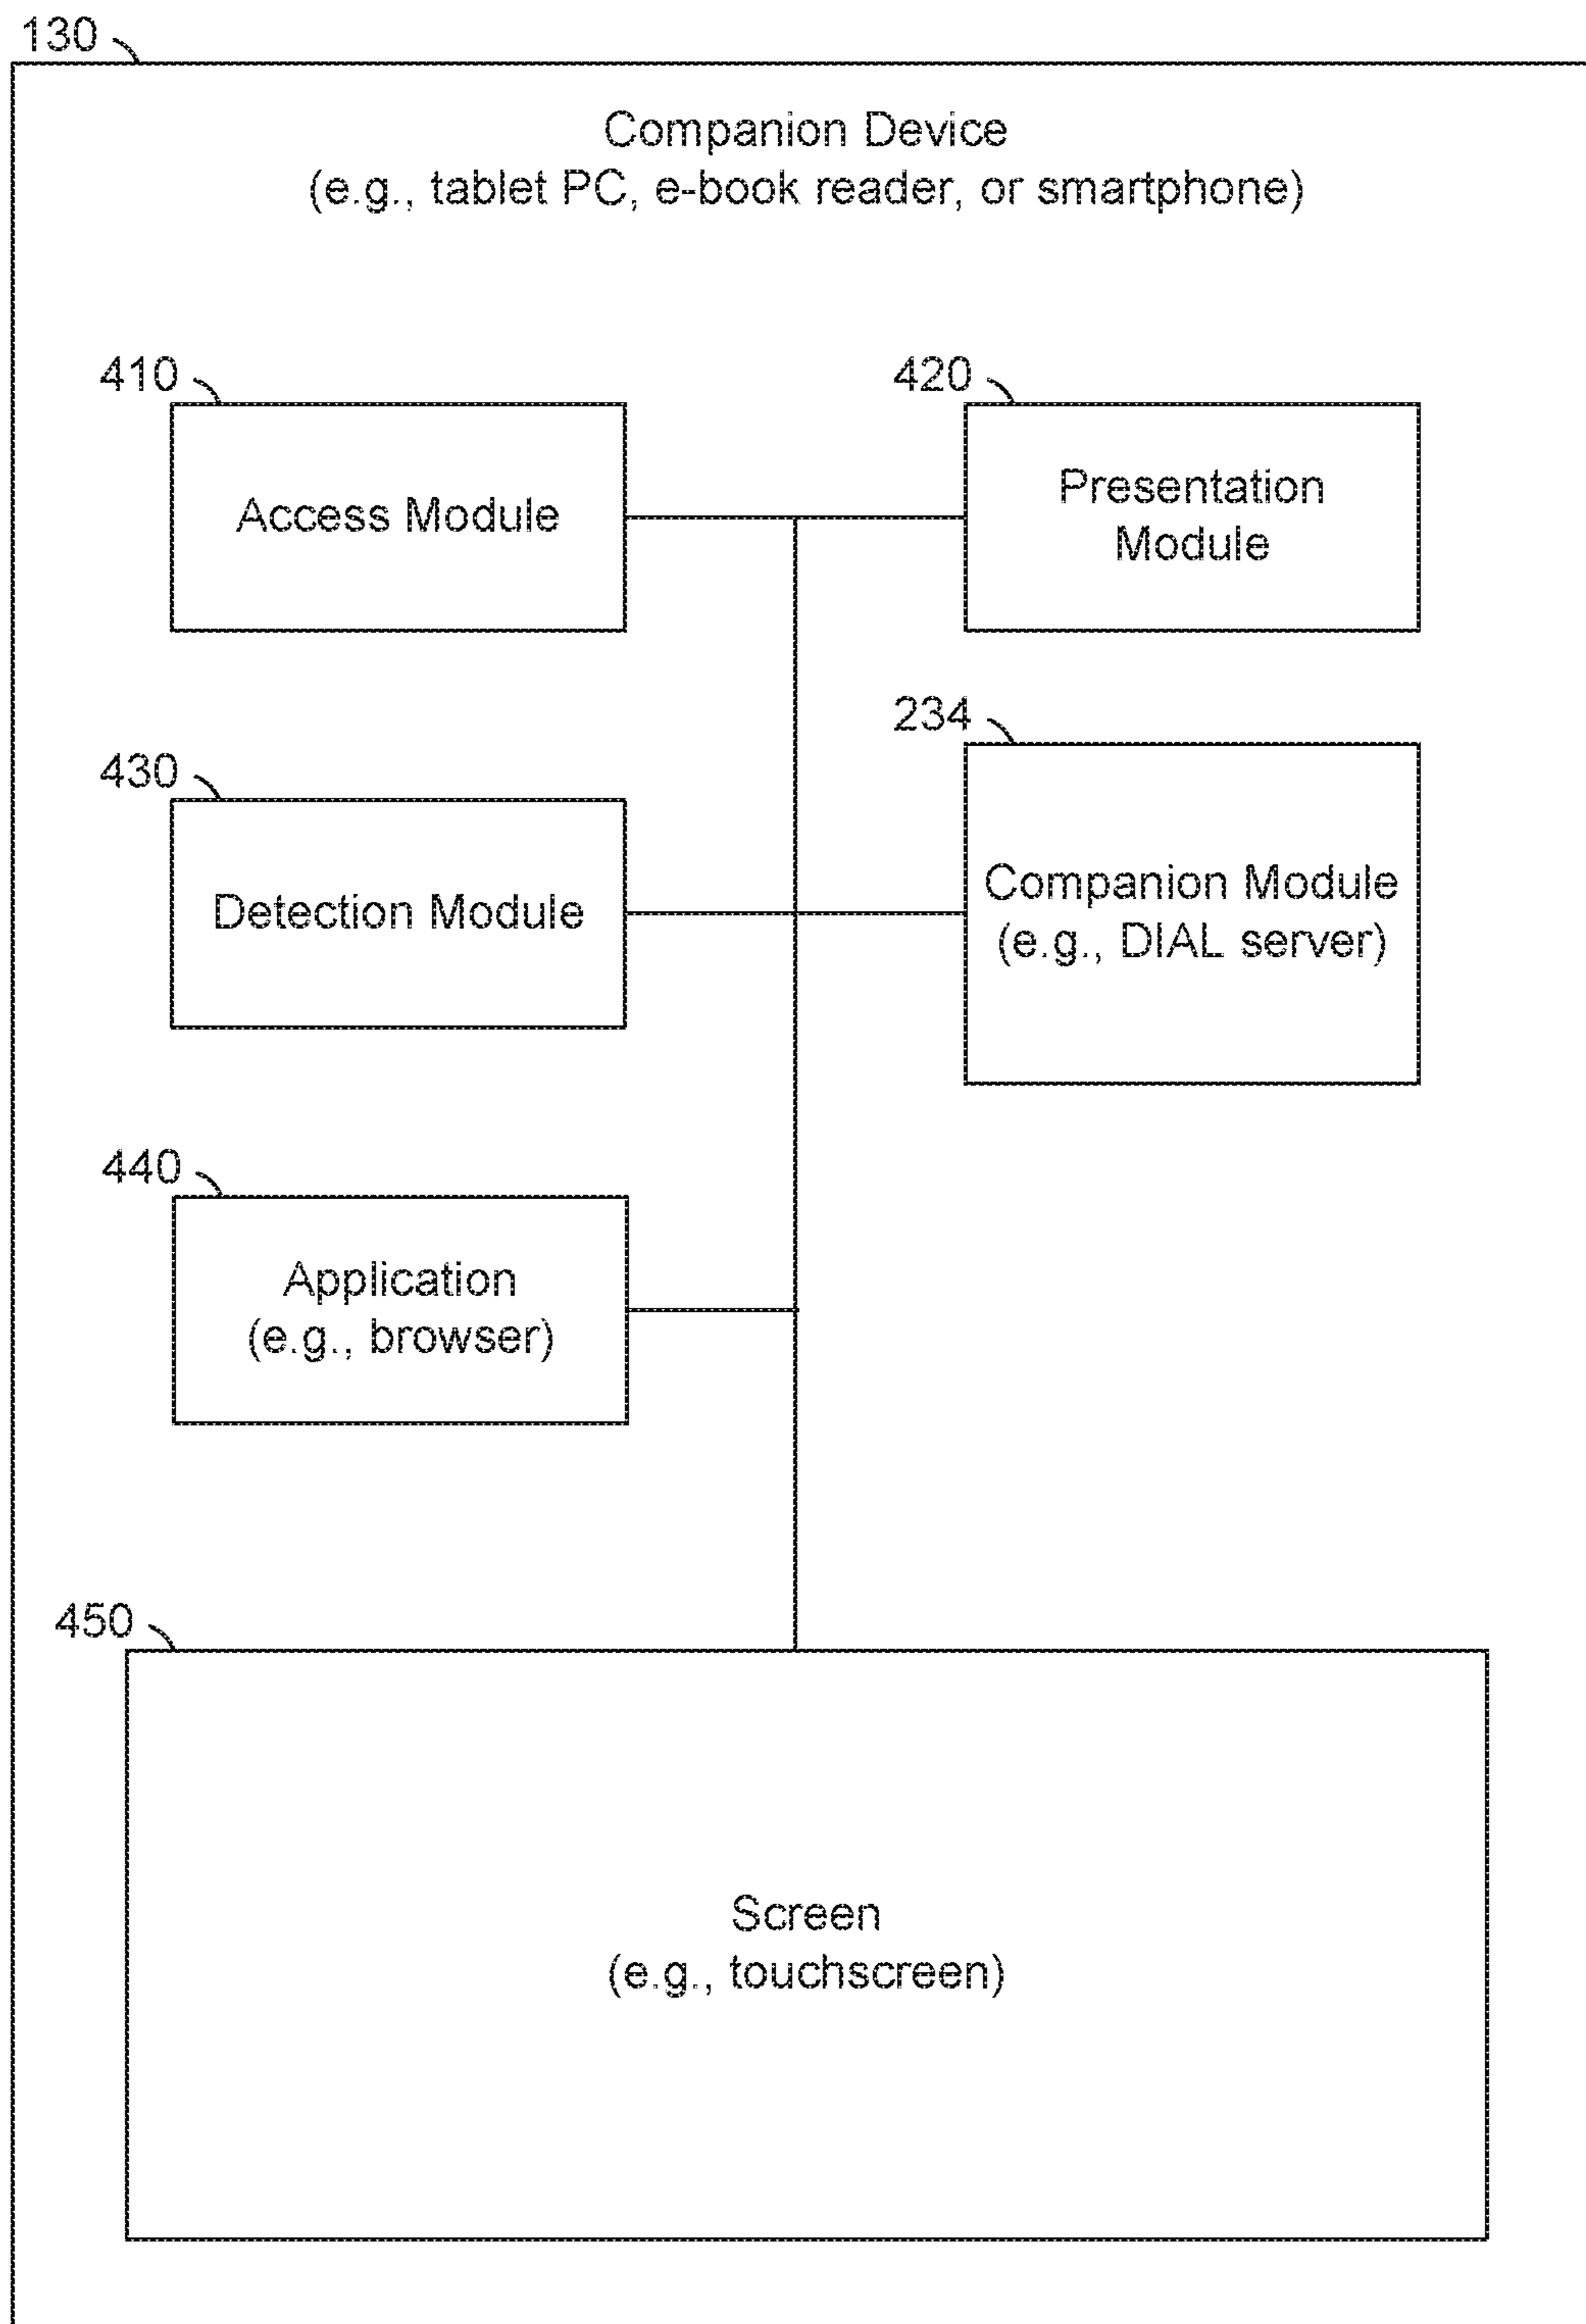 130
Companion Device
(e.g., tablet PC, e-book reader, or smartphone)
410
Access Module
420
Presentation
Module
430
Detection Module
234
Companion Module
(e.g., DIAL server)
440
Application
(e.g., browser)
450
Screen
(e.g., touchscreen)